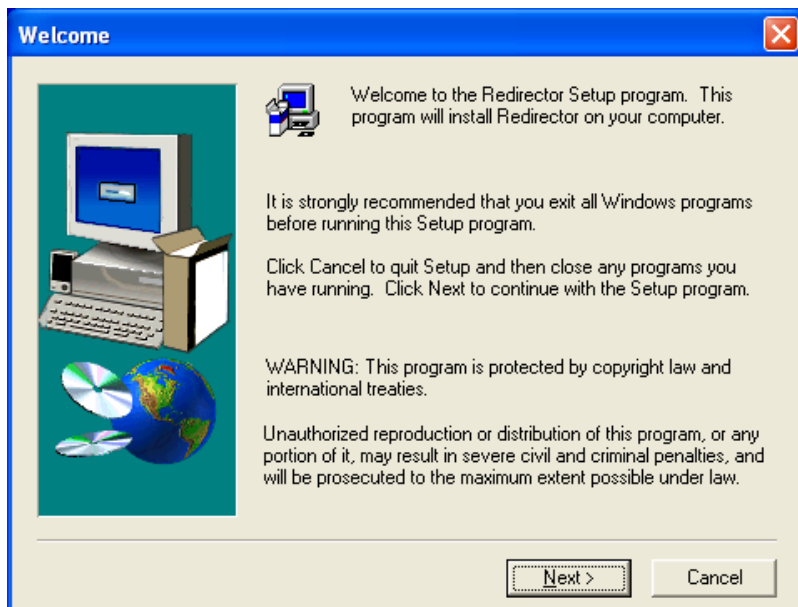 Welcome
Welcome to the Redirector Setup program. This
program will install Redirector on your computer.
It is strongly recommended that you exit all Windows programs
before running this Setup program.
Click Cancel to quit Setup and then close any programs you
have running. Click Next to continue with the Setup program.
WARNING: This program is protected by copyright law and
international treaties.
Unauthorized reproduction or distribution of this program, or any
portion of it, may result in severe civil and criminal penalties, and
will be prosecuted to the maximum extent possible under law.
Next >
Cancel